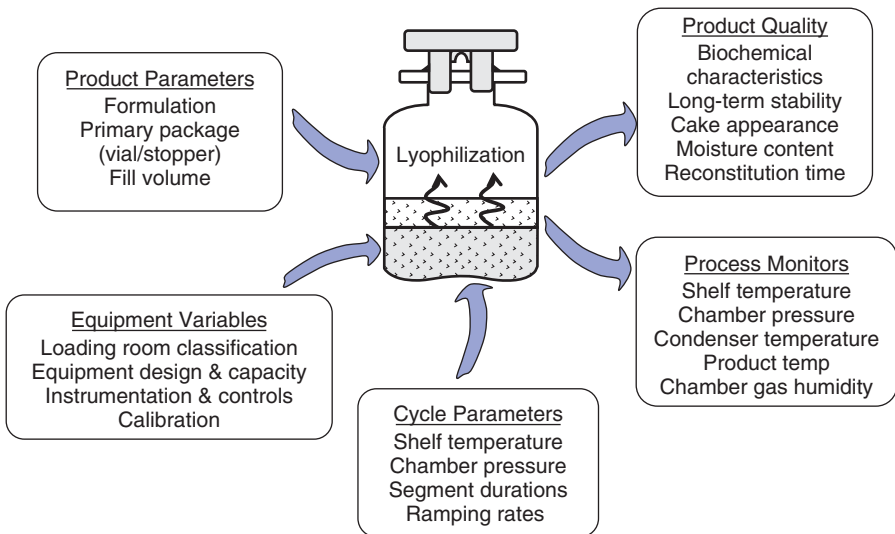 Product Parameters
Formulation
Primary package
(vial/stopper)
Fill volume
Lyophilization
Product Quality
Biochemical
characteristics
Long-term stability
Cake appearance
Moisture content
Reconstitution time
Equipment Variables
Loading room classification
Equipment design & capacity
Instrumentation & controls
Calibration
Cycle Parameters
Shelf temperature
Chamber pressure
Segment durations
Ramping rates
Process Monitors
Shelf temperature
Chamber pressure
Condenser temperature
Product temp
Chamber gas humidity